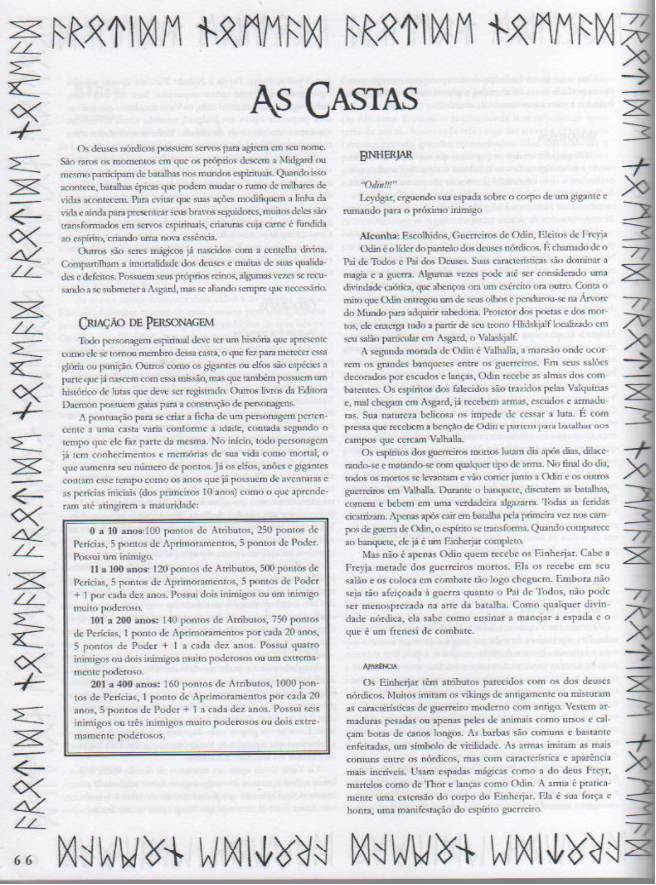 As Castas
Os deuses nórdicos possuem servos para agirem em seu nome.
São raros os momentos em que os próprios descem a Midgard ou
mesmo participam de batalhas nos mundos espirituais. Quando isso
acontece, batalhas épicas que podem mudar o rumo de milhares de
vidas acontecem. Para evitar que suas ações modifiquem a linha da
vida e ainda para presentear seus bravos seguidores, muitos deles são
transformados em servos espirituais, criaturas cuja carne é fundida
ao espírito, criando uma nova essência.
Outros são seres mágicos já nascidos com a centelha divina.
Compartilham a imortalidade dos deuses e muitas de suas qualida-
des e defeitos. Possuem seus próprios reinos, algumas vezes se recu-
sando a se submeter a Asgard, mas se aliando sempre que necessário.
Criação de Personagem
Todo personagem espiritual deve ter um história que apresente
como ele se tornou membro dessa casta, o que fez para merecer essa
glória ou punição. Outros como os gigantes ou elfos são espécies a
parte que já nascem com essa missão, mas que também possuem um
histórico de lutas que deve ser registrado. Outros livros da Editora
Daemon possuem guias para a construção de personagens.
A pontuação para se criar a ficha de um personagem perten-
cente a uma casta varia conforme a idade, contada segundo o
tempo que ele faz parte da mesma. No início, todo personagem
já tem conhecimentos e memórias de sua vida como mortal, o
que aumenta seu número de pontos. Já os elfos, anões e gigantes
contam esse tempo como os anos que já possuem de aventuras e
as perícias iniciais (dos primeiros 10 anos) como o que aprende-
ram até atingirem a maturidade:
0 a 10 anos:100 pontos de Atributos, 250 pontos de
Perícias, 5 pontos de Aprimoramentos, 5 pontos de Poder.
Possui um inimigo.
11 a 100 anos: 120 pontos de Atributos, 500 pontos de
Perícias, 5 pontos de Aprimoramentos, 5 pontos de Poder
+ 1 por cada dez anos. Possui dois inimigos ou um inimigo
muito poderoso.
101 a 200 anos: 140 pontos de Atributos, 750 pontos
de Perícias, 1 ponto de Aprimoramentos por cada 20 anos,
5 pontos de Poder + 1 a cada dez anos. Possui quatro
inimigos ou dois inimigos muito poderosos ou um extrema-
mente poderoso.
201 a 400 anos: 160 pontos de Atributos, 1000 pon-
tos de Perícias, 1 ponto de Aprimoramentos por cada 20
anos, 5 pontos de Poder + 1 a cada dez anos. Possui seis
inimigos ou três inimigos muito poderosos ou dois extre-
mamente poderosos.
Einherjar
"Odin!!!"
Leydgar, erguendo sua espada sobre o corpo de um gigante e
rumando para o próximo inimigo
Alcunha: Escolhidos, Guerreiros de Odin, Eleitos de Freyja
Odin é o líder do panteão dos deuses nórdicos. É chamado de o
Pai de Todos e Pai dos Deuses. Suas características são dominar a
magia e a guerra. Algumas vezes pode até ser considerado uma
divindade caótica, que abençoa ora um exército ora outro. Conta o
mito que Odin entregou um de seus olhos e pendurou-se na Árvore
do Mundo para adquirir sabedoria. Protetor dos poetas e dos mor-
tos, ele enxerga tudo a partir de seu trono Hlidskjalf localizado em
seu salão particular em Asgard, o Valaskjalf.
A segunda morada de Odin é Valhalla, a mansão onde ocor-
rem os grandes banquetes entre os guerreiros. Em seus salões
decorados por escudos e lanças, Odin recebe as almas dos com-
batentes. Os espíritos dos falecidos são trazidos pelas Valquírias
e, mal chegam em Asgard, já recebem armas, escudos e armadu-
ras. Sua natureza belicosa os impede de cessar a luta. É com
pressa que recebem a benção de Odin e partem para batalhar nos
campos que cercam Valhalla.
Os espíritos dos guerreiros mortos lutam dia após dias, dilace-
rando-se e matando-se com qualquer tipo de arma. No final do dia,
todos os mortos se levantam e vão comer junto a Odin e os outros
guerreiros em Valhalla. Durante o banquete, discutem as batalhas,
comem e bebem em uma verdadeira algazarra. Todas as feridas
cicatrizam. Apenas após cair em batalha pela primeira vez nos cam-
pos de guerra de Odin, o espírito se transforma. Quando comparece
ao banquete, ele já é um Einherjar completo.
Mas não é apenas Odin quem recebe os Einherjar. Cabe a
Freyja metade dos guerreiros mortos. Ela os recebe em seu
salão e os coloca em combate tão logo cheguem. Embora não
seja tão afeiçoada à guerra quanto o Pai de Todos, não pode
ser menosprezada na arte da batalha. Como qualquer divin-
dade nórdica, ela sabe como ensinar a manejar a espada e o
que é um frenesi de combate.
Aparência
Os Einherjar têm atributos parecidos com os dos deuses
nórdicos. Muitos imitam os vikings de antigamente ou misturam
as características de guerreiro moderno com antigo. Vestem ar-
maduras pesadas ou apenas peles de animais como ursos e cal-
çam botas de canos longos. As barbas são comuns e bastante
enfeitadas, um símbolo de virilidade. As armas imitam as mais
comuns entre os nórdicos, mas com característica e aparência
mais incríveis. Usam espadas mágicas como a do deus Freyr,
martelos como de Thor e lanças como Odin. A arma é pratica-
mente uma extensão do corpo do Einherjar. Ela é sua força e
honra, uma manifestação do espírito guerreiro.
66